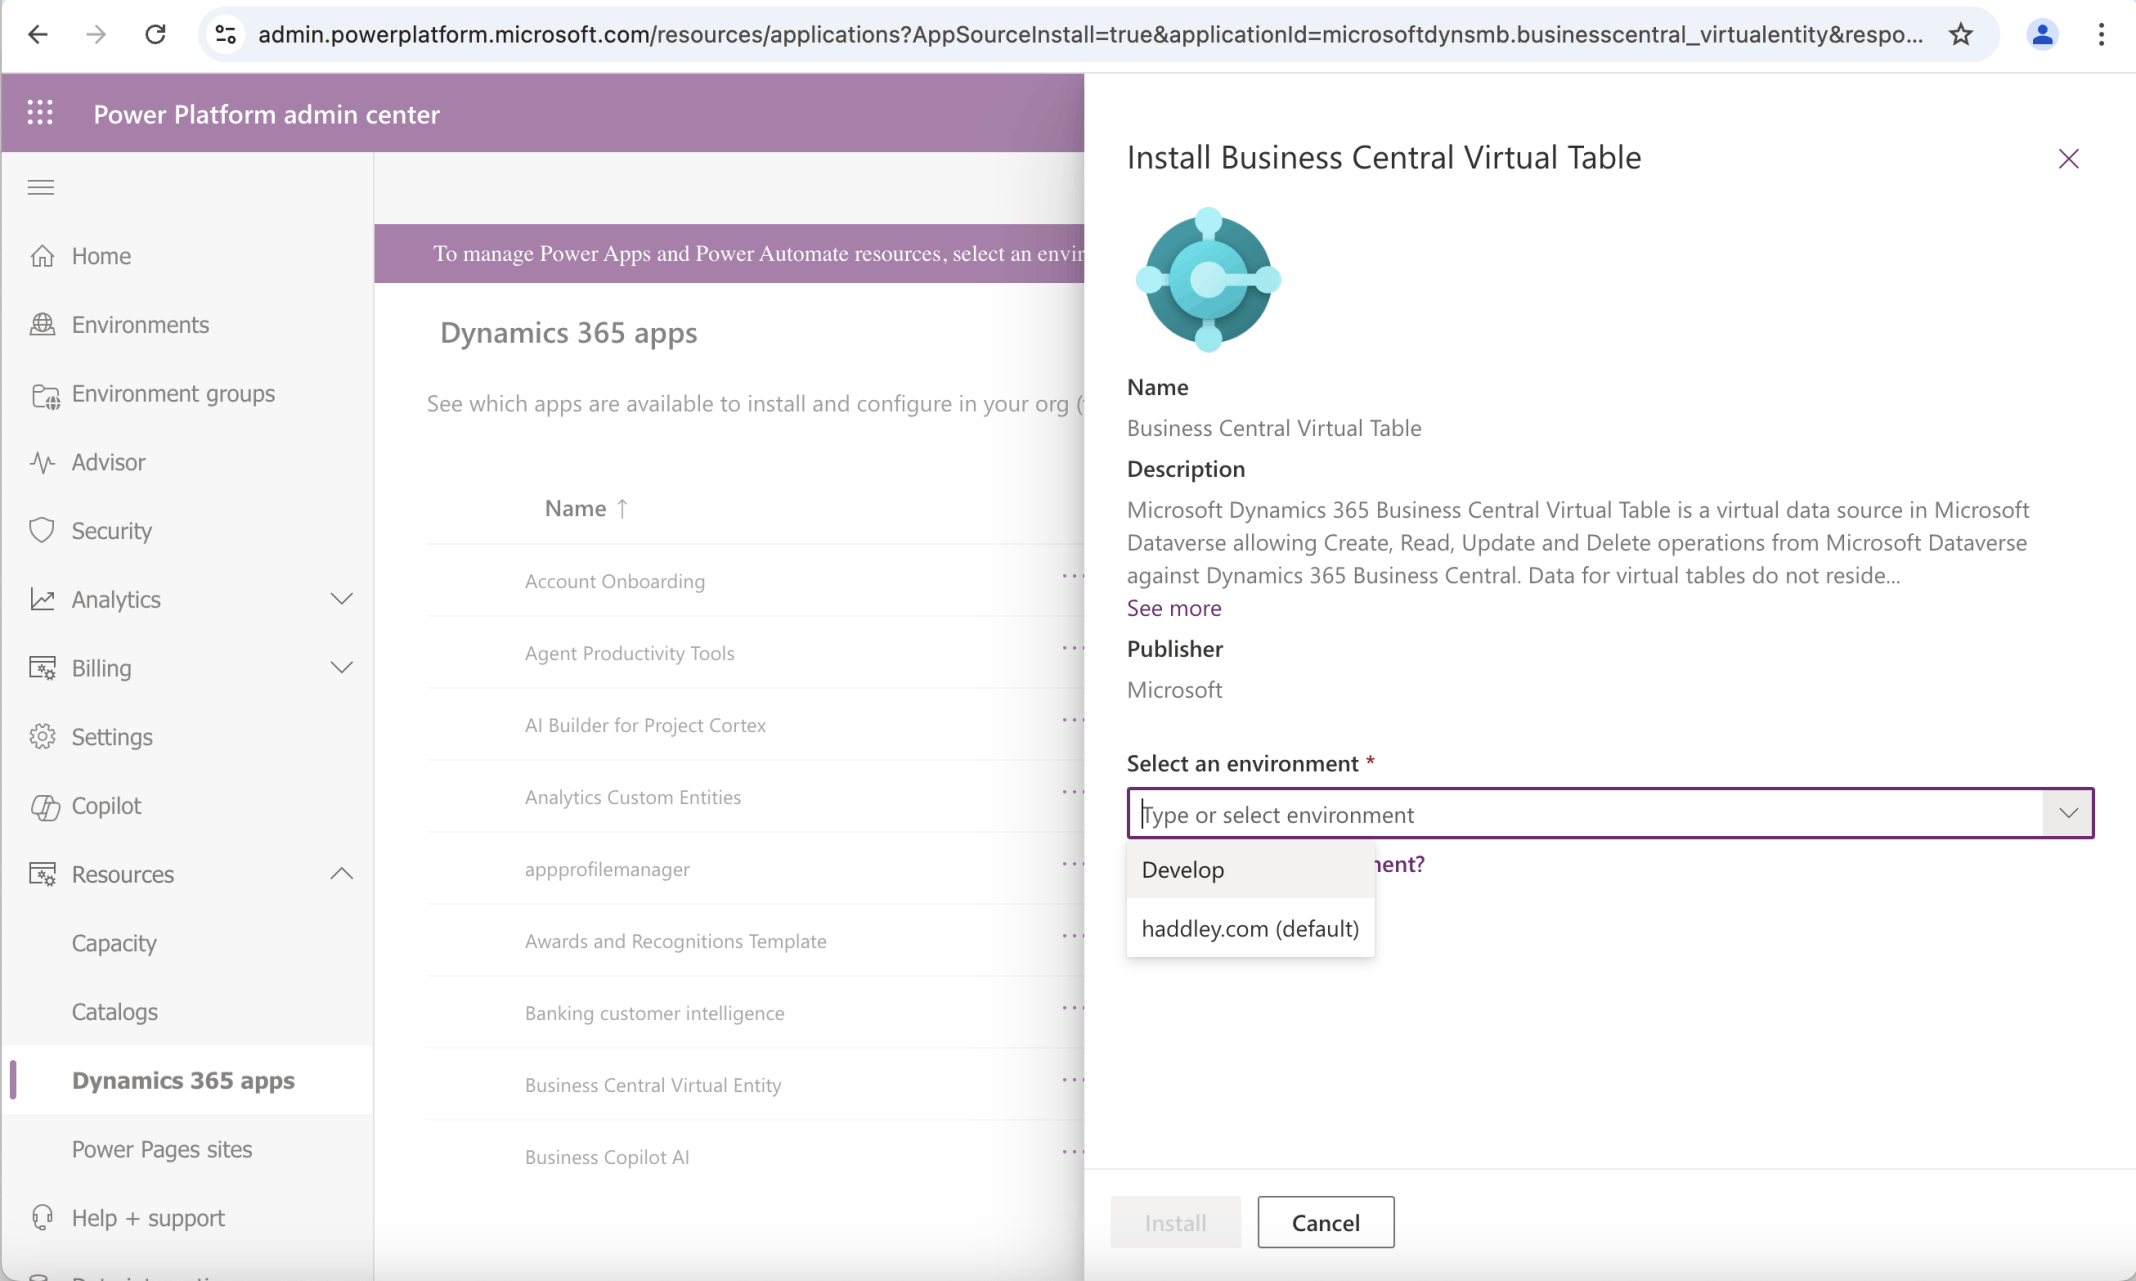 admin.powerplatform.microsoft.com/resources/applications?AppSourceInstall=true&applicationId=microsoftdynsmb.businesscentral_virtualentity&respo...
Power Platform admin center
Home
Environments
Environment groups
Advisor
Security
Analytics
Billing
Settings
Copilot
Resources
Capacity
Catalogs
Dynamics 365 apps
Power Pages sites
Help + support
To manage Power Apps and Power Automate resources, select an envir
Dynamics 365 apps
See which apps are available to install and configure in your org (
Name ↑
Account Onboarding
Agent Productivity Tools
AI Builder for Project Cortex
Analytics Custom Entities
appprofilemanager
Awards and Recognitions Template
Banking customer intelligence
Business Central Virtual Entity
Business Copilot AI
Install Business Central Virtual Table
Name
Business Central Virtual Table
Description
Microsoft Dynamics 365 Business Central Virtual Table is a virtual data source in Microsoft
Dataverse allowing Create, Read, Update and Delete operations from Microsoft Dataverse
against Dynamics 365 Business Central. Data for virtual tables do not reside...
See more
Publisher
Microsoft
Select an environment *
Type or select environment
ment?
Develop
haddley.com (default)
Install
Cancel